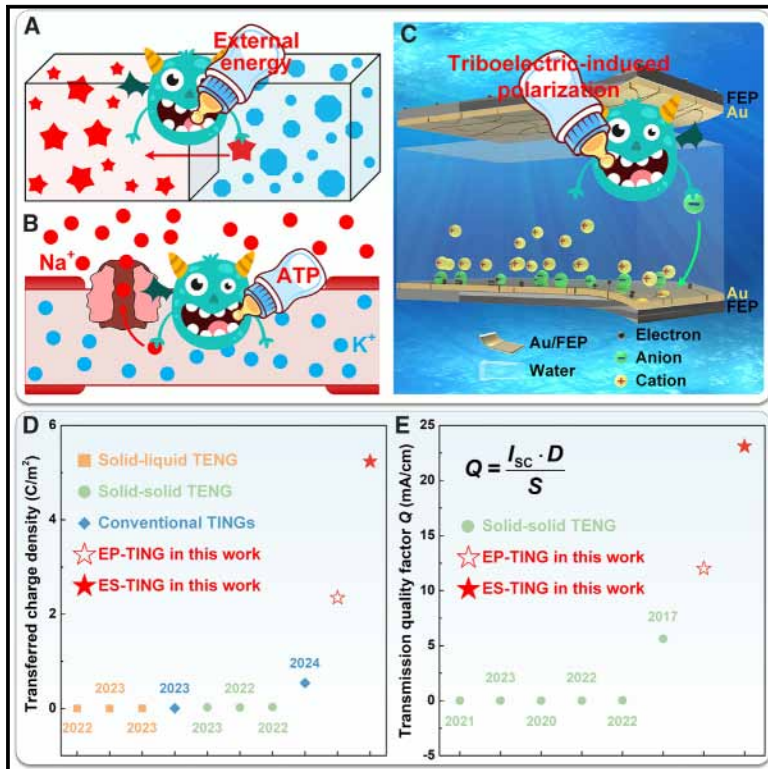 A
External
energy
B
Na⁺
ATP
K⁺
C
Triboelectric-induced
polarization
FEP
Au
Au
FEP
Au/FEP
Water
Electron
Anion
Cation
D
Transferred charge density (C/m²)
6
4
2
0
Solid-liquid TENG
Solid-solid TENG
Conventional TINGs
EP-TING in this work
ES-TING in this work
2024
2023 2023 2022
2022 2023 2023 2022
E
Transmission quality factor Q (mA/cm)
25
20
15
10
5
0
-5
Q = I_SC · D / S
Solid-solid TENG
EP-TING in this work
ES-TING in this work
2017
2023 2022
2021 2020 2022